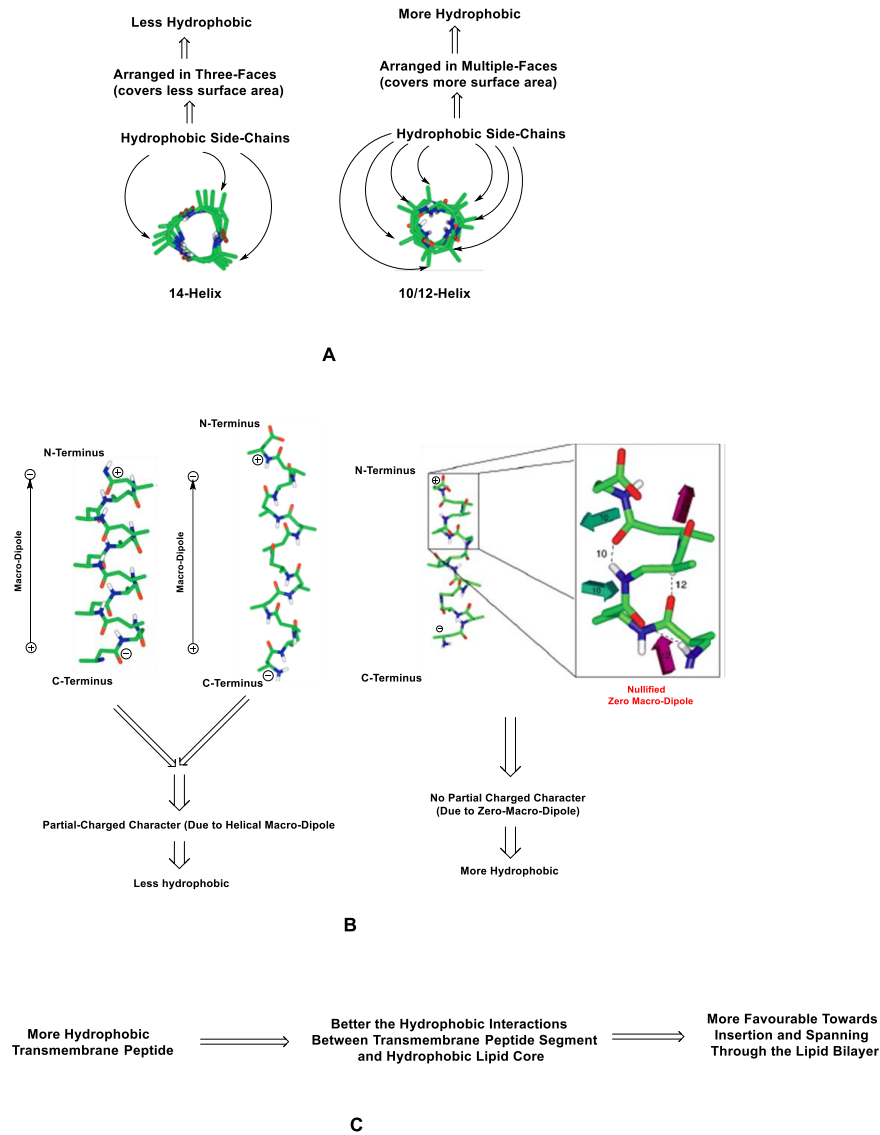 Less Hydrophobic
Arranged in Three-Faces
(covers less surface area)
Hydrophobic Side-Chains
14-Helix
More Hydrophobic
Arranged in Multiple-Faces
(covers more surface area)
Hydrophobic Side-Chains
10/12-Helix
A
N-Terminus
Macro-Dipole
C-Terminus
N-Terminus
Macro-Dipole
C-Terminus
Partial-Charged Character (Due to Helical Macro-Dipole
Less hydrophobic
N-Terminus
C-Terminus
10
10
10
12
Nullified
Zero Macro-Dipole
No Partial Charged Character
(Due to Zero-Macro-Dipole)
More Hydrophobic
B
More Hydrophobic
Transmembrane Peptide
Better the Hydrophobic Interactions
Between Transmembrane Peptide Segment
and Hydrophobic Lipid Core
More Favourable Towards
Insertion and Spanning
Through the Lipid Bilayer
C